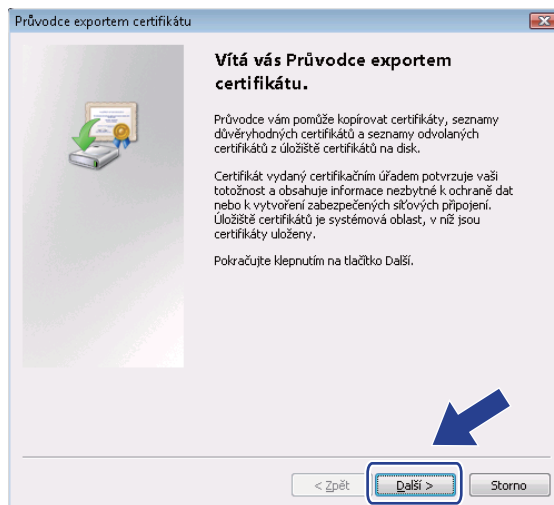 Průvodce exportem certifikátu
Vítá vás Průvodce exportem
certifikátu.
Průvodce vám pomůže kopírovat certifikáty, seznamy
důvěryhodných certifikátů a seznamy odvolaných
certifikátů z úložiště certifikátů na disk.
Certifikát vydaný certifikačním úřadem potvrzuje vaši
totožnost a obsahuje informace nezbytné k ochraně dat
nebo k vytvoření zabezpečených síťových připojení.
Úložiště certifikátů je systémová oblast, v níž jsou
certifikáty uloženy.
Pokračujte klepnutím na tlačítko Další.
< Zpět Další > Storno